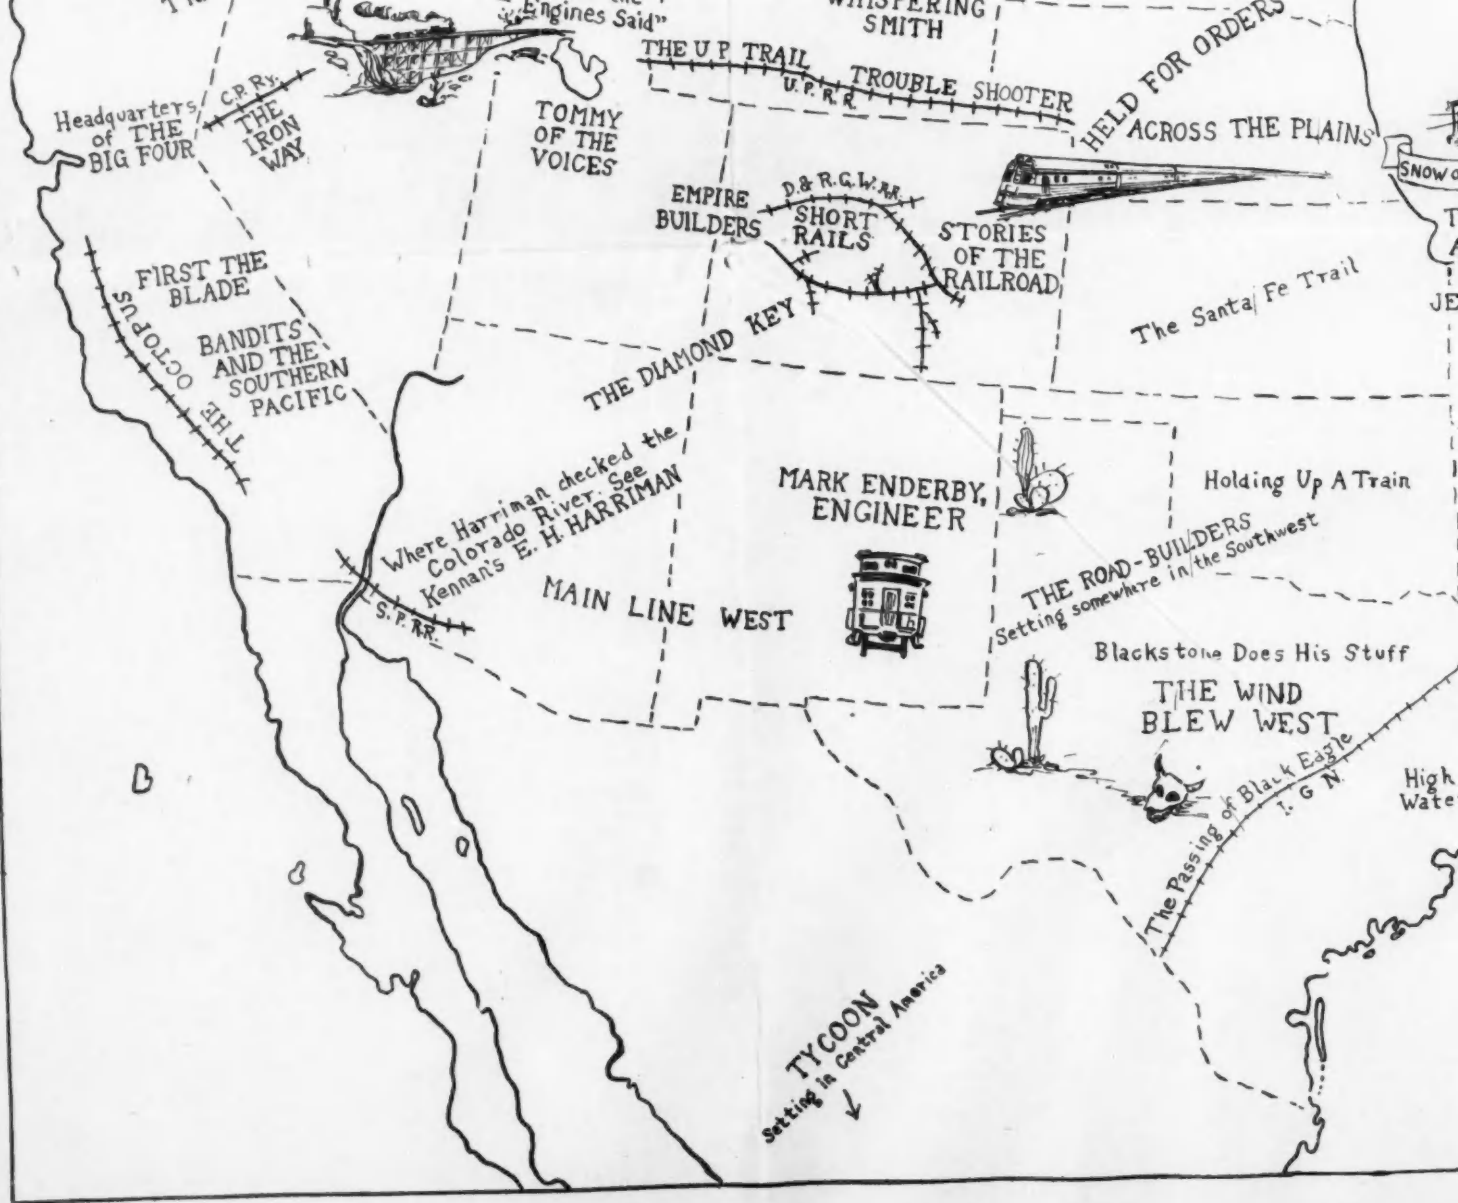 Engines Said"
WHISPERING
SMITH
HELD FOR ORDERS
THE U P TRAIL
U.P.R.R.
TROUBLE SHOOTER
ACROSS THE PLAINS
C.P. Ry.
THE
IRON
WAY
Headquarters
of THE
BIG FOUR
TOMMY
OF THE
VOICES
EMPIRE
BUILDERS
D. & R.G.W. RR.
SHORT
RAILS
STORIES
OF THE
RAILROAD
SNOW
The Santa Fe Trail
JE
FIRST THE
BLADE
THE OCTOPUS
BANDITS
AND THE
SOUTHERN
PACIFIC
THE DIAMOND KEY
Where Harriman checked the
Colorado River. See
Kennan's E. H. HARRIMAN
S.P.RR.
MAIN LINE WEST
MARK ENDERBY,
ENGINEER
Holding Up A Train
THE ROAD-BUILDERS
Setting somewhere in the Southwest
Blackstone Does His Stuff
THE WIND
BLEW WEST
The Passing of Black Eagle
I. G N.
High
Wate
TYCOON
Setting in Central America